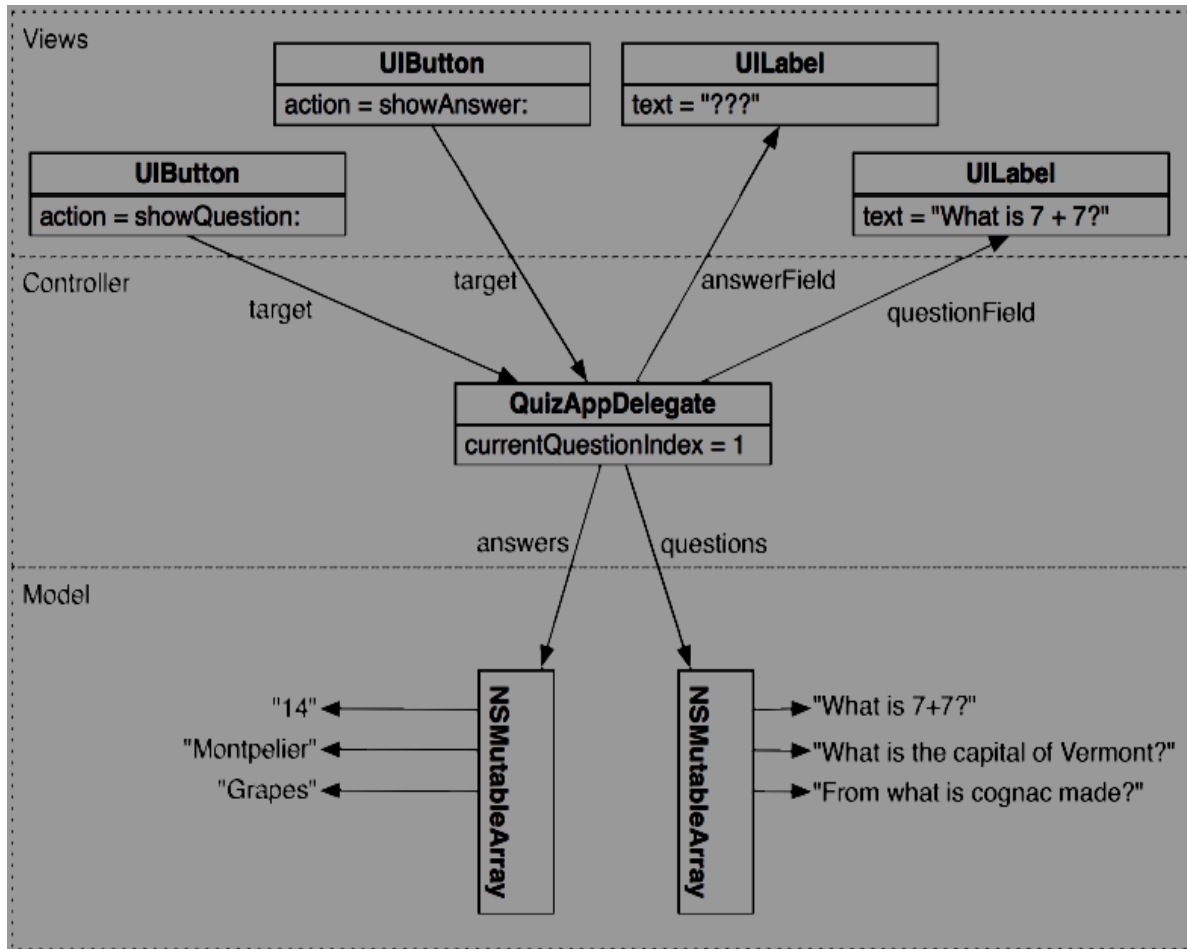 Views
UIButton
action = showAnswer:
UILabel
text = "???"
UIButton
action = showQuestion:
UILabel
text = "What is 7 + 7?"
Controller
target
target
answerField
questionField
QuizAppDelegate
currentQuestionIndex = 1
answers
questions
Model
NSMutableArray
NSMutableArray
"14"
"Montpelier"
"Grapes"
"What is 7+7?"
"What is the capital of Vermont?"
"From what is cognac made?"